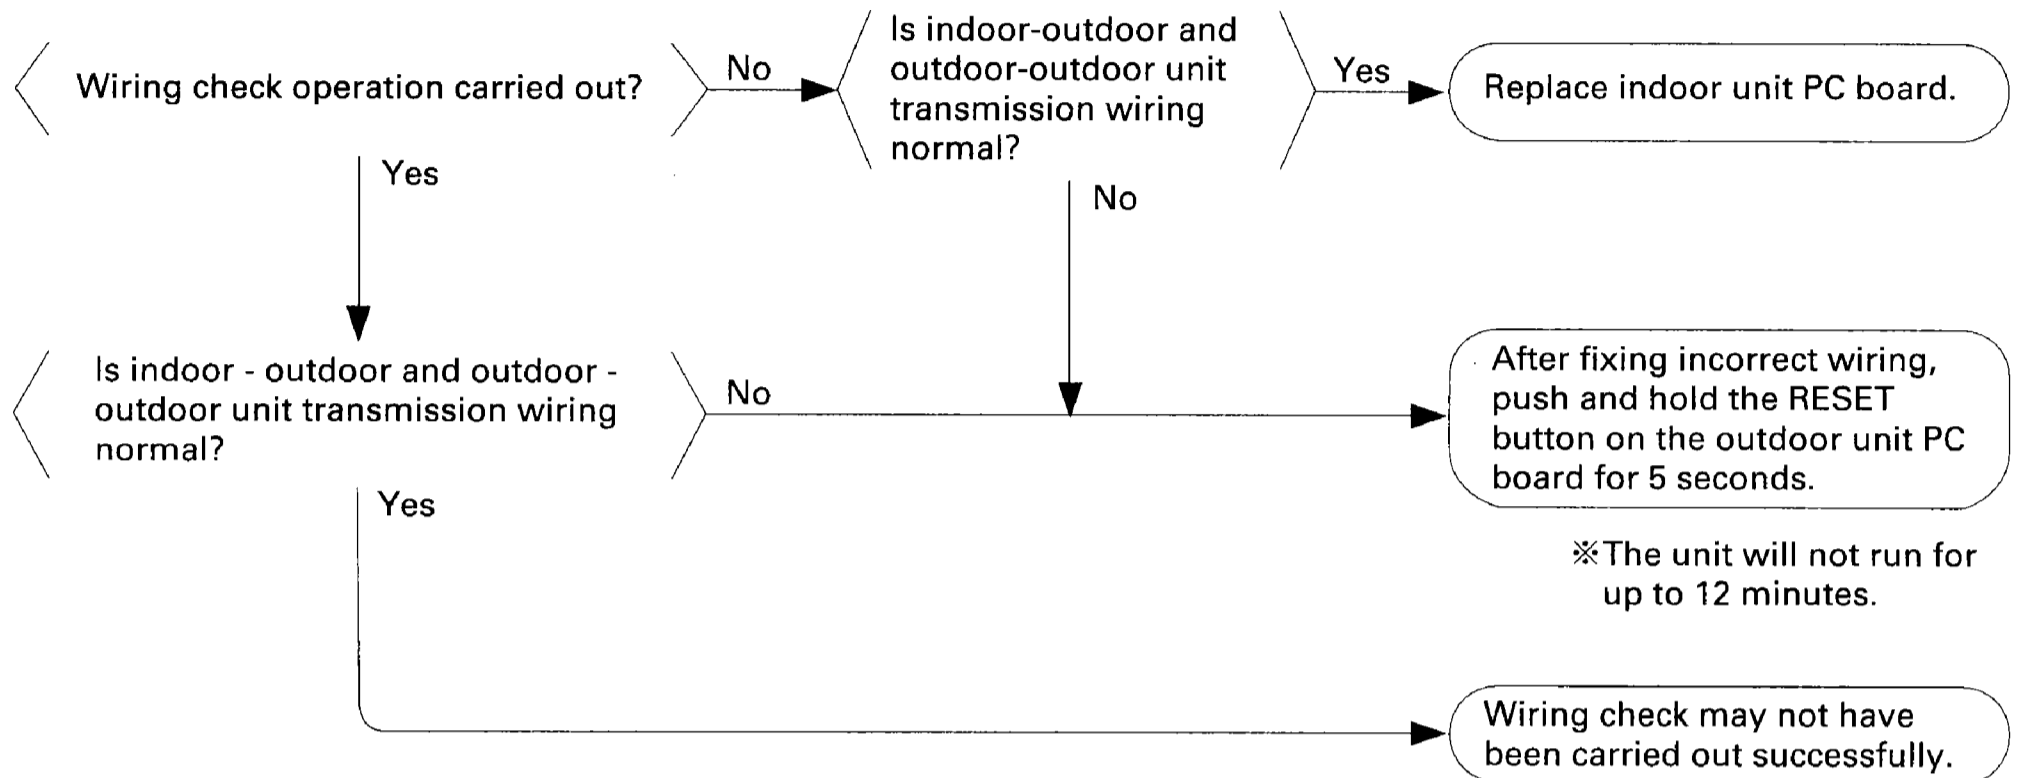 Wiring check operation carried out?
No
Is indoor-outdoor and
outdoor-outdoor unit
transmission wiring
normal?
Yes
Replace indoor unit PC board.
Yes
No
Is indoor - outdoor and outdoor -
outdoor unit transmission wiring
normal?
No
After fixing incorrect wiring,
push and hold the RESET
button on the outdoor unit PC
board for 5 seconds.
Yes
※The unit will not run for
up to 12 minutes.
Wiring check may not have
been carried out successfully.